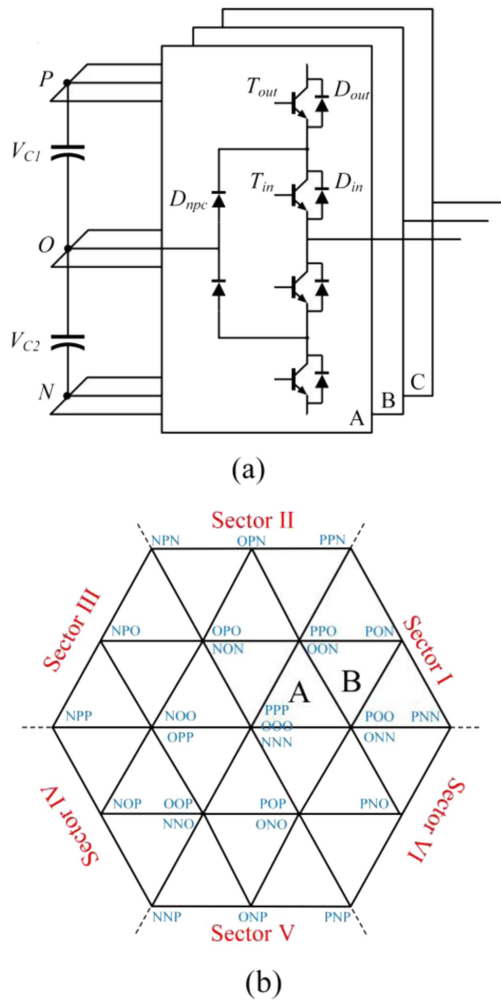 P
T_out
D_out
V_C1
T_in
D_in
D_npc
O
V_C2
N
A
B
C
(a)
Sector II
NPN
OPN
PPN
Sector III
Sector I
NPO
OPO
PPO
PON
NON
OON
A
B
NPP
NOO
PPP
POO
PNN
OPP
OOO
ONN
NNN
Sector IV
Sector VI
NOP
OOP
POP
PNO
NNO
ONO
NNP
ONP
PNP
Sector V
(b)